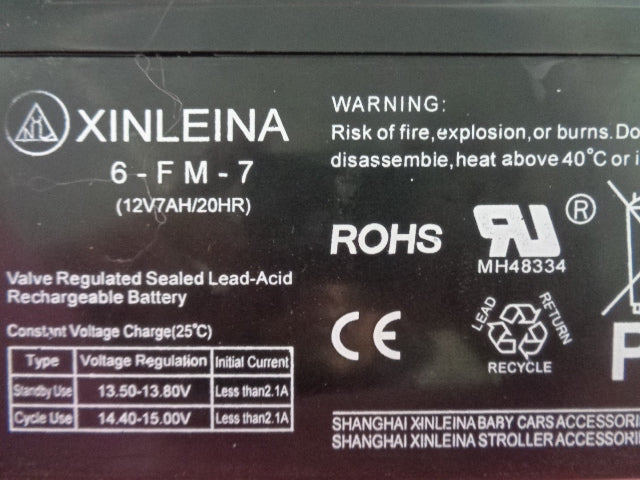 XINLEINA
6-FM-7
(12V7AH/20HR)
Valve Regulated Sealed Lead-Acid
Rechargeable Battery
Constant Voltage Charge(25°C)
Type Voltage Regulation Initial Current
Standby Use 13.50-13.80V Less than2.1A
Cycle Use 14.40-15.00V Less than2.1A
WARNING:
Risk of fire,explosion,or burns.Do
disassemble,heat above 40°C or i
ROHS
RU ®
MH48334
CE
LEAD RETURN
P
SHANGHAI XINLEINABABY CARS ACCESSORI
SHANGHAI XINLEINA STROLLER ACCESSORI